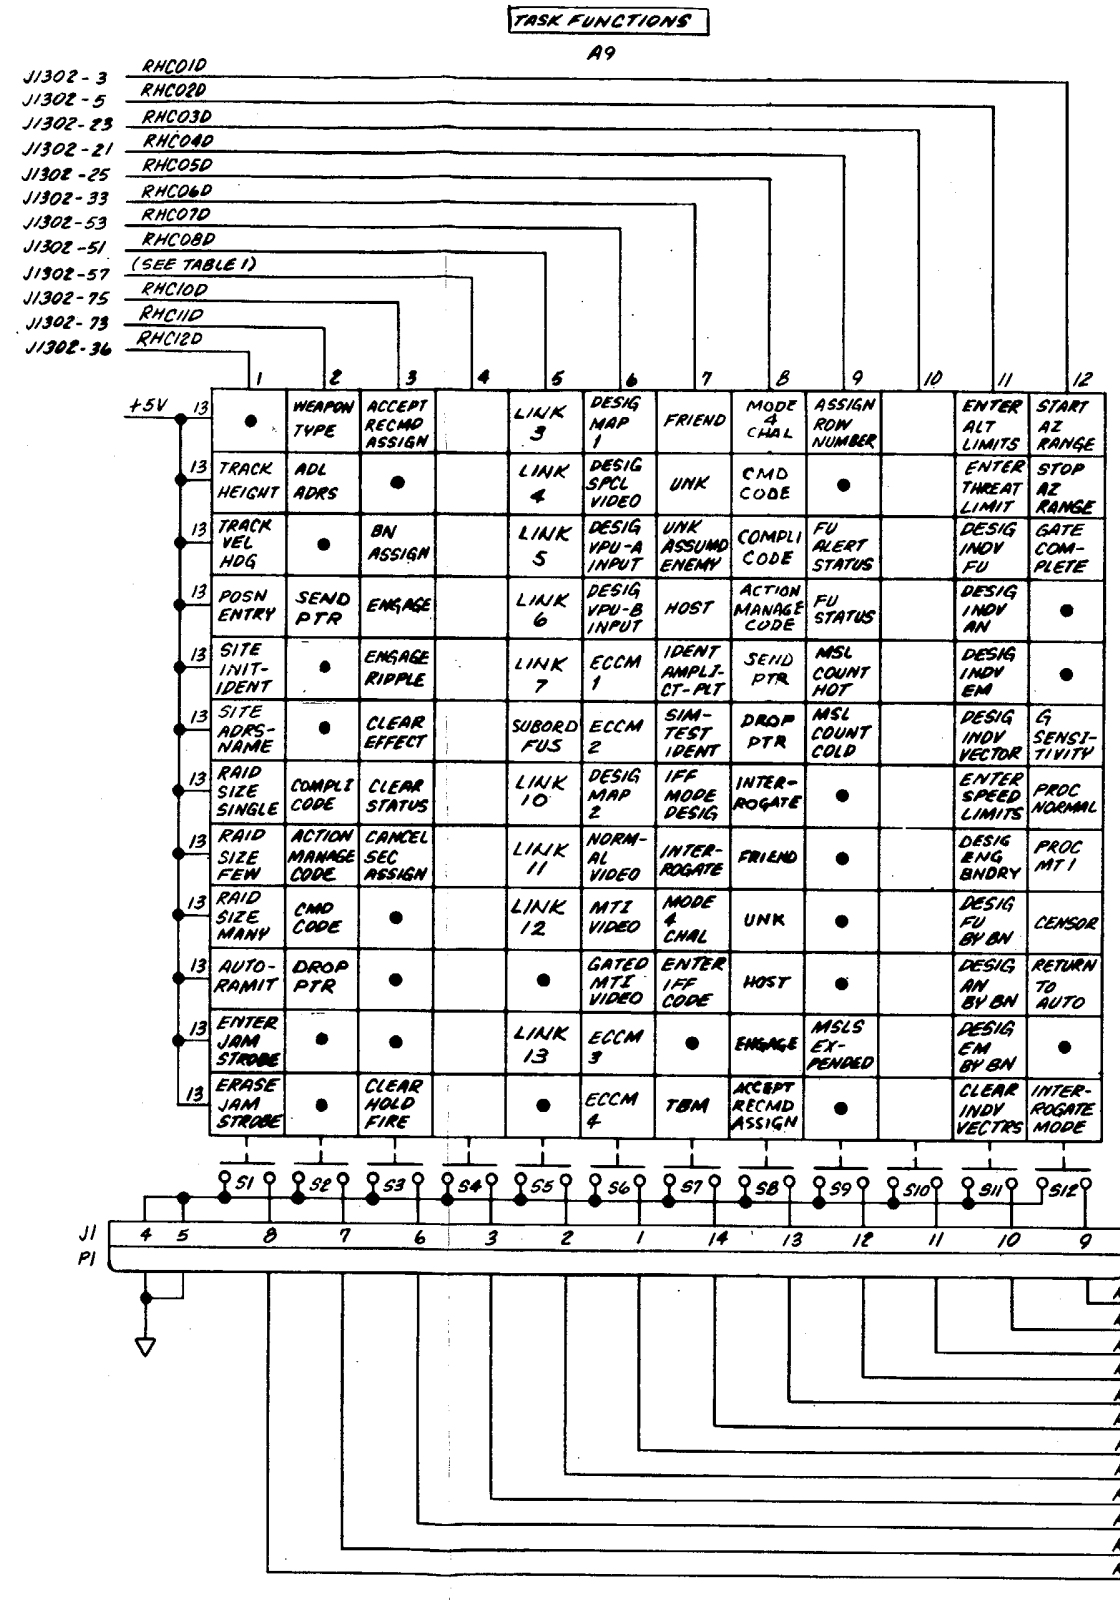 TASK FUNCTIONS
A9
J1302-3 RHC01D
J1302-5 RHC02D
J1302-23 RHC03D
J1302-21 RHC04D
J1302-25 RHC05D
J1302-33 RHC06D
J1302-53 RHC07D
J1302-51 RHC08D
J1302-57 (SEE TABLE 1)
J1302-75 RHC10D
J1302-73 RHC11D
J1302-36 RHC12D
1 2 3 4 5 6 7 8 9 10 11 12
+5V 13 WEAPON ACCEPT LINK DESIG FRIEND MODE ASSIGN ENTER START
TYPE RECMD 3 MAP 4 ROW ALT AZ
ASSIGN 1 CHAL NUMBER LIMITS RANGE
13 TRACK ADL LINK DESIG UNK CMD ENTER STOP
HEIGHT ADRS 4 SPCL CODE THREAT AZ
VIDEO LIMIT RANGE
13 TRACK BN LINK DESIG UNK COMPLI FU DESIG GATE
VEL ASSIGN 5 VPU-A ASSUMD CODE ALERT INDV COM-
HDG INPUT ENEMY STATUS FU PLETE
13 POSN SEND ENGAGE LINK DESIG HOST ACTION FU DESIG
ENTRY PTR 6 VPU-B MANAGE STATUS INDV
INPUT CODE AN
13 SITE ENGAGE LINK ECCM IDENT SEND MSL DESIG
INIT- RIPPLE 7 1 AMPLI- PTR COUNT INDV
IDENT CT-PLT HOT EM
13 SITE CLEAR SUBORD ECCM SIM- DROP MSL DESIG G
ADRS- EFFECT FUS 2 TEST PTR COUNT INDV SENSI-
NAME IDENT COLD VECTOR TIVITY
13 RAID COMPLI CLEAR LINK DESIG IFF INTER- ENTER PROC
SIZE CODE STATUS 10 MAP MODE ROGATE SPEED NORMAL
SINGLE 2 DESIG LIMITS
13 RAID ACTION CANCEL LINK NORM- INTER- FRIEND DESIG PROC
SIZE MANAGE SEC 11 AL ROGATE ENG MTI
FEW CODE ASSIGN VIDEO BNDRY
13 RAID CMD LINK MTI MODE UNK DESIG CENSOR
SIZE CODE 12 VIDEO 4 FU
MANY CHAL BY BN
13 AUTO- DROP GATED ENTER HOST DESIG RETURN
RAMIT PTR MTI IFF AN TO
VIDEO CODE BY BN AUTO
13 ENTER LINK ECCM ENGAGE MSLS DESIG
JAM 13 3 EX- EM
STROBE PENDED BY BN
13 ERASE CLEAR ECCM TBM ACCEPT CLEAR INTER-
JAM HOLD 4 RECMD INDV ROGATE
STROBE FIRE ASSIGN VECTRS MODE
S1 S2 S3 S4 S5 S6 S7 S8 S9 S10 S11 S12
J1 4 5 8 7 6 3 2 1 14 13 12 11 10 9
P1